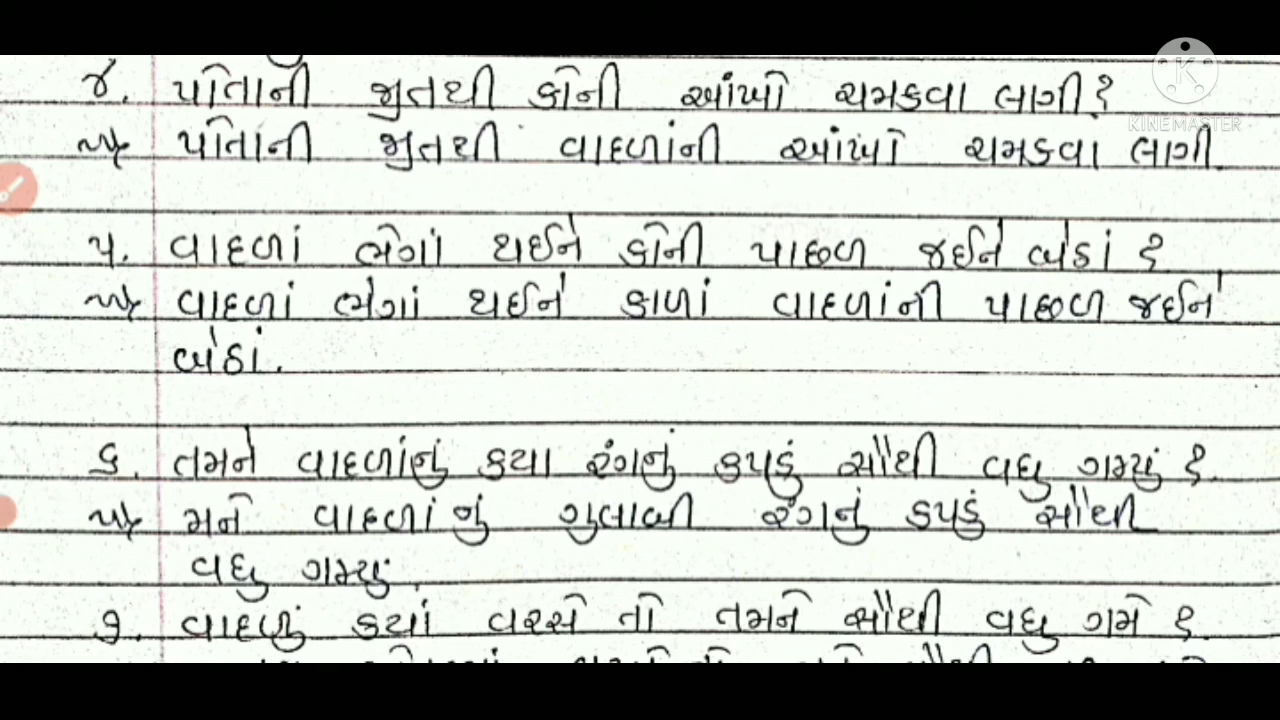 ૪. પોતાની જીતથી કોની આંખો ચમકવા લાગી?
જ. પોતાની જીતથી વાદળાંની આંખો ચમકવા લાગી.
૫. વાદળાં ભેગાં થઈને કોની પાછળ જઈને બેઠાં ?
જ. વાદળાં ભેગાં થઈને કાળાં વાદળાંની પાછળ જઈને
બેઠાં.
૬. તમને વાદળાંનું કયા રંગનું કપડું સૌથી વધુ ગમ્યું ?
જ. મને વાદળાંનું ગુલાબી રંગનું કપડું સૌથી
વધુ ગમ્યું.
૭. વાદળું કયાં વરસે તો તમને સૌથી વધુ ગમે ?
KINEMASTER